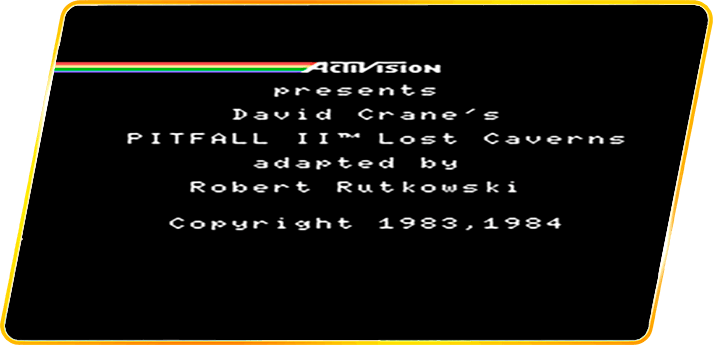 ACTIVISION
presents
David Crane's
PITFALL II™ Lost Caverns
adapted by
Robert Rutkowski
Copyright 1983,1984